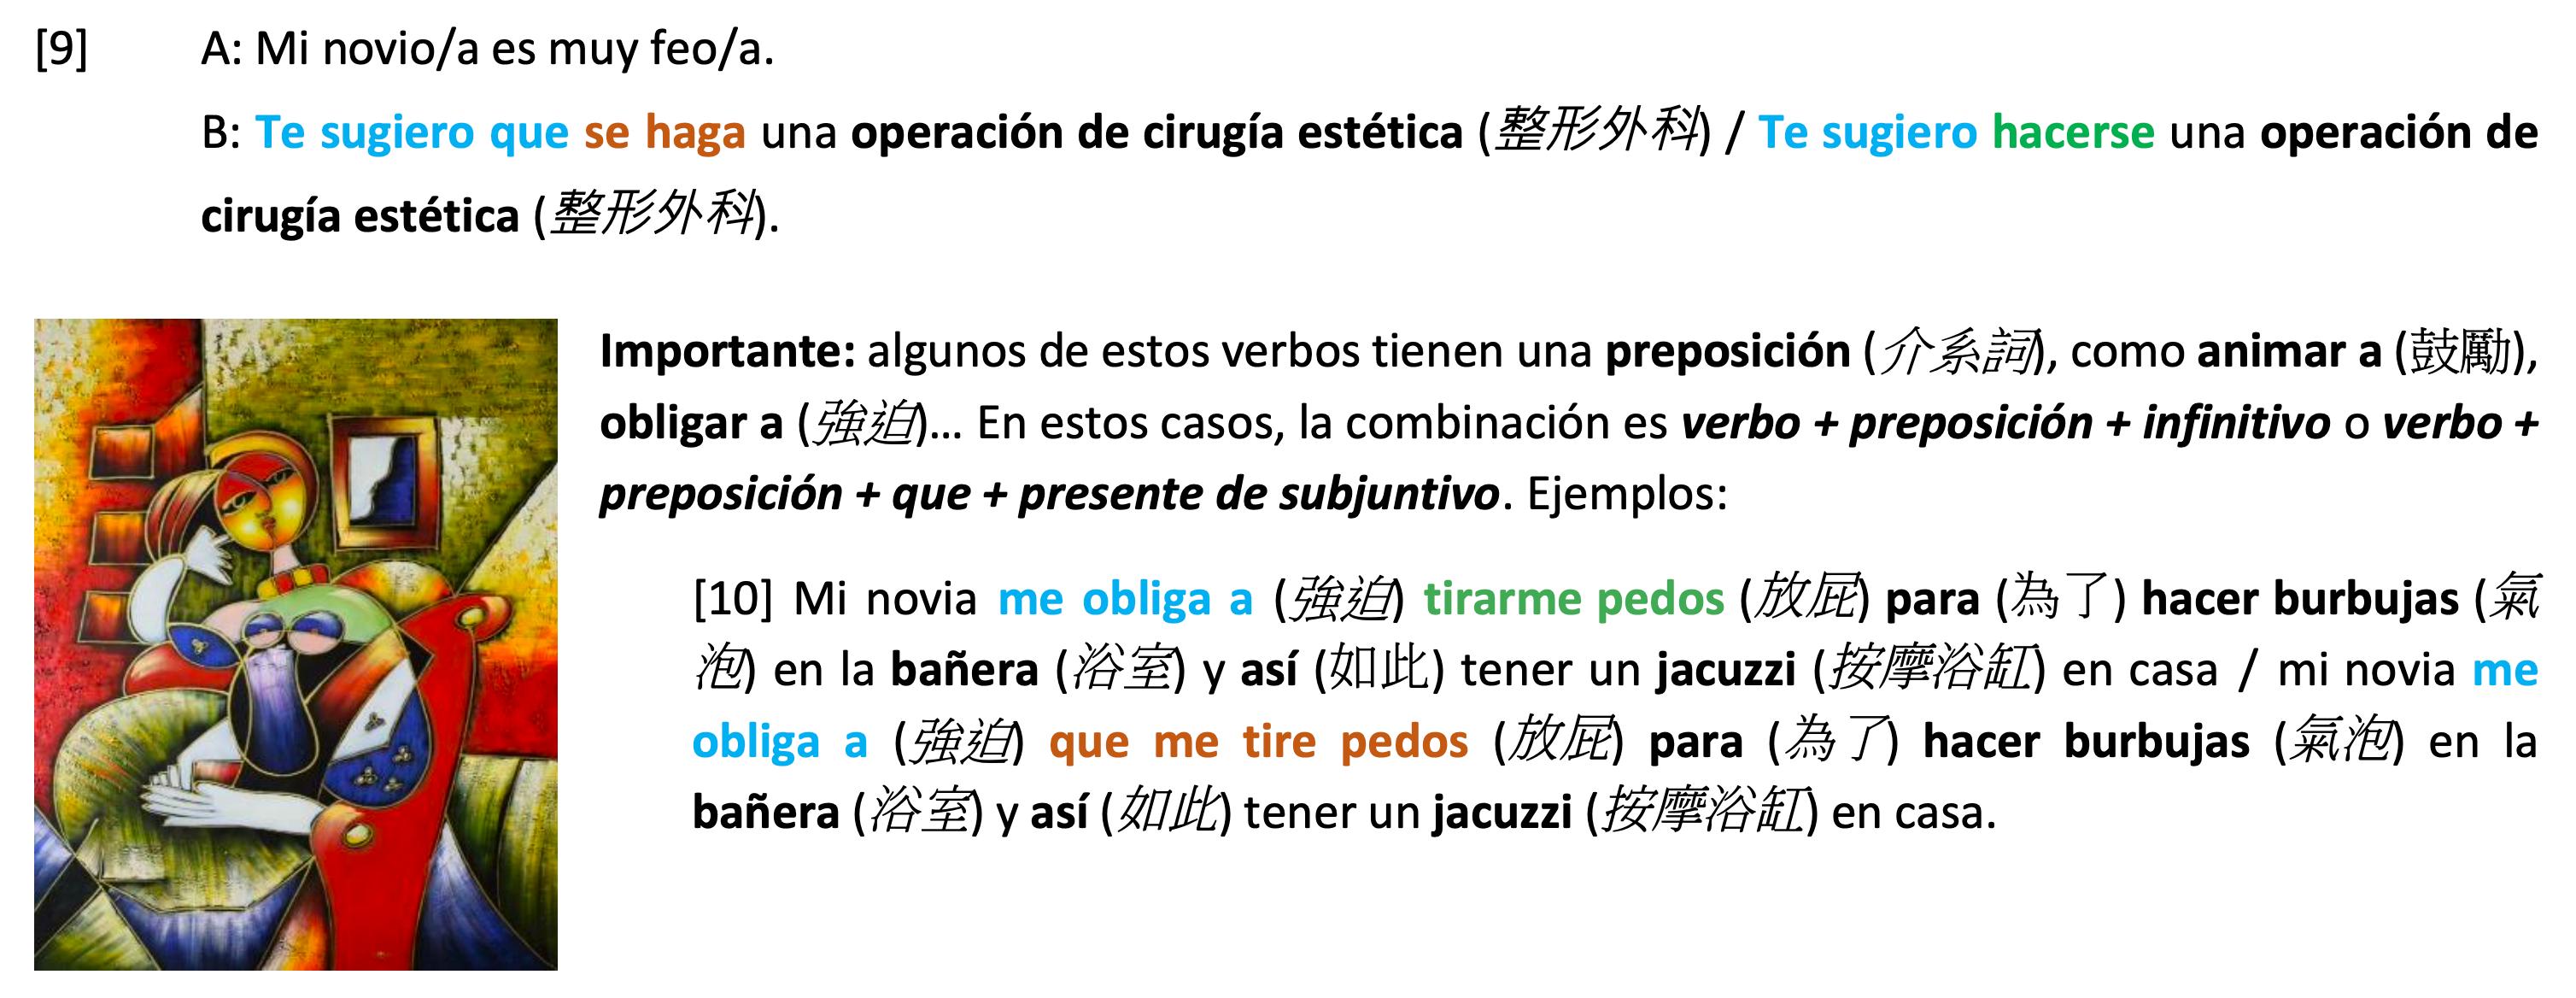 [9] A: Mi novio/a es muy feo/a.
B: Te sugiero que se haga una operación de cirugía estética (整形外科) / Te sugiero hacerse una operación de
cirugía estética (整形外科).
Importante: algunos de estos verbos tienen una preposición (介系詞), como animar a (鼓勵),
obligar a (強迫)... En estos casos, la combinación es verbo + preposición + infinitivo o verbo +
preposición + que + presente de subjuntivo. Ejemplos:
[10] Mi novia me obliga a (強迫) tirarme pedos (放屁) para (為了) hacer burbujas (氣
泡) en la bañera (浴室) y así (如此) tener un jacuzzi (按摩浴缸) en casa / mi novia me
obliga a (強迫) que me tire pedos (放屁) para (為了) hacer burbujas (氣泡) en la
bañera (浴室) y así (如此) tener un jacuzzi (按摩浴缸) en casa.